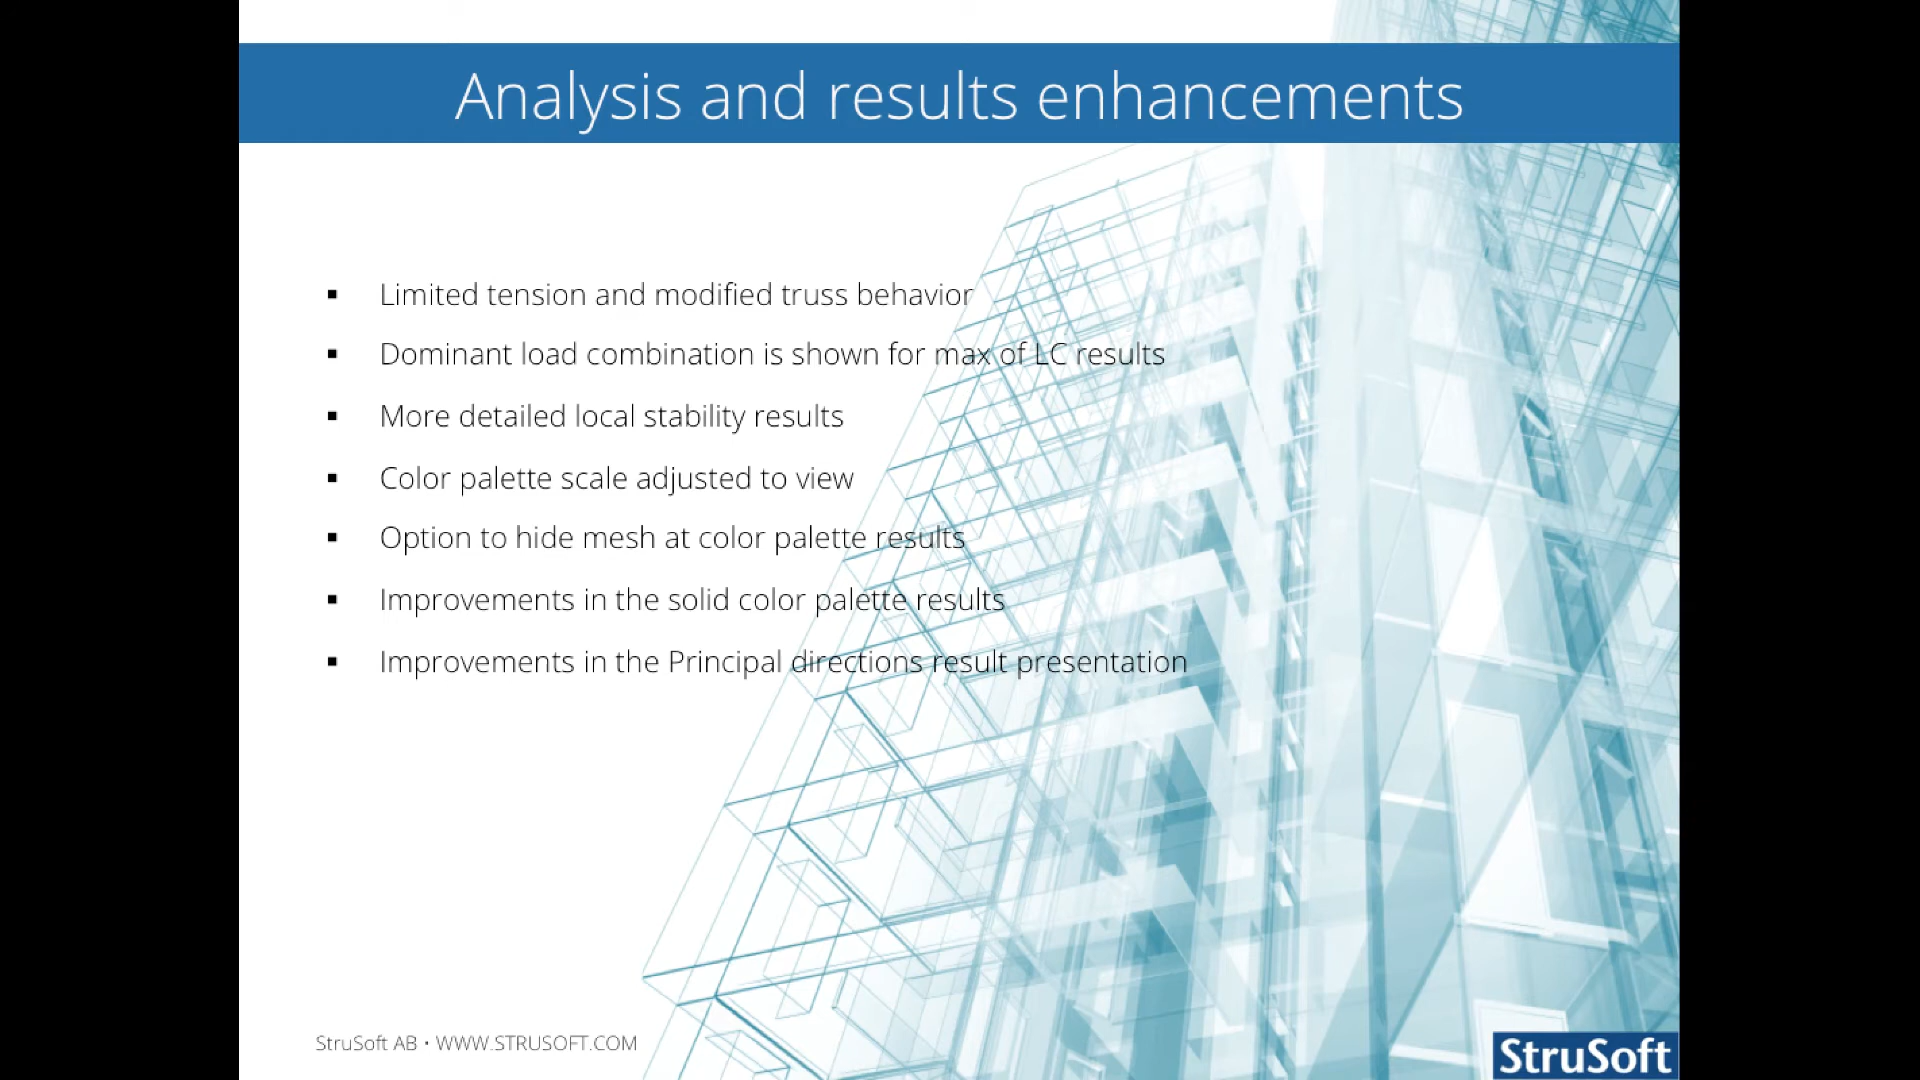 Analysis and results enhancements
▪ Limited tension and modified truss behavior
▪ Dominant load combination is shown for max of LC results
▪ More detailed local stability results
▪ Color palette scale adjusted to view
▪ Option to hide mesh at color palette results
▪ Improvements in the solid color palette results
▪ Improvements in the Principal directions result presentation
StruSoft AB • WWW.STRUSOFT.COM
StruSoft